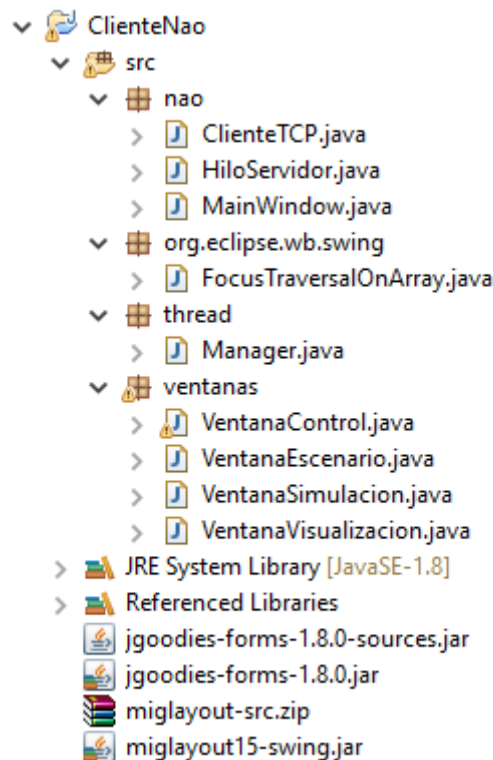 ClienteNao
src
nao
ClienteTCP.java
HiloServidor.java
MainWindow.java
org.eclipse.wb.swing
FocusTraversalOnArray.java
thread
Manager.java
ventanas
VentanaControl.java
VentanaEscenario.java
VentanaSimulacion.java
VentanaVisualizacion.java
JRE System Library [JavaSE-1.8]
Referenced Libraries
jgoodies-forms-1.8.0-sources.jar
jgoodies-forms-1.8.0.jar
miglayout-src.zip
miglayout15-swing.jar